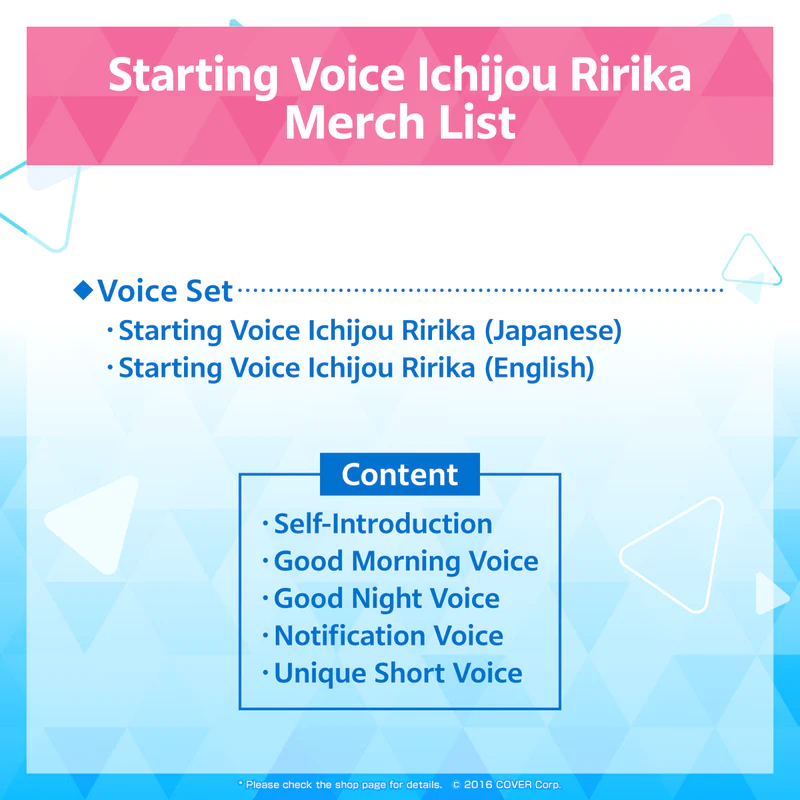 Starting Voice Ichijou Ririka
Merch List
◆Voice Set
・Starting Voice Ichijou Ririka (Japanese)
・Starting Voice Ichijou Ririka (English)
Content
・Self-Introduction
・Good Morning Voice
・Good Night Voice
・Notification Voice
・Unique Short Voice
* Please check the shop page for details. © 2016 COVER Corp.